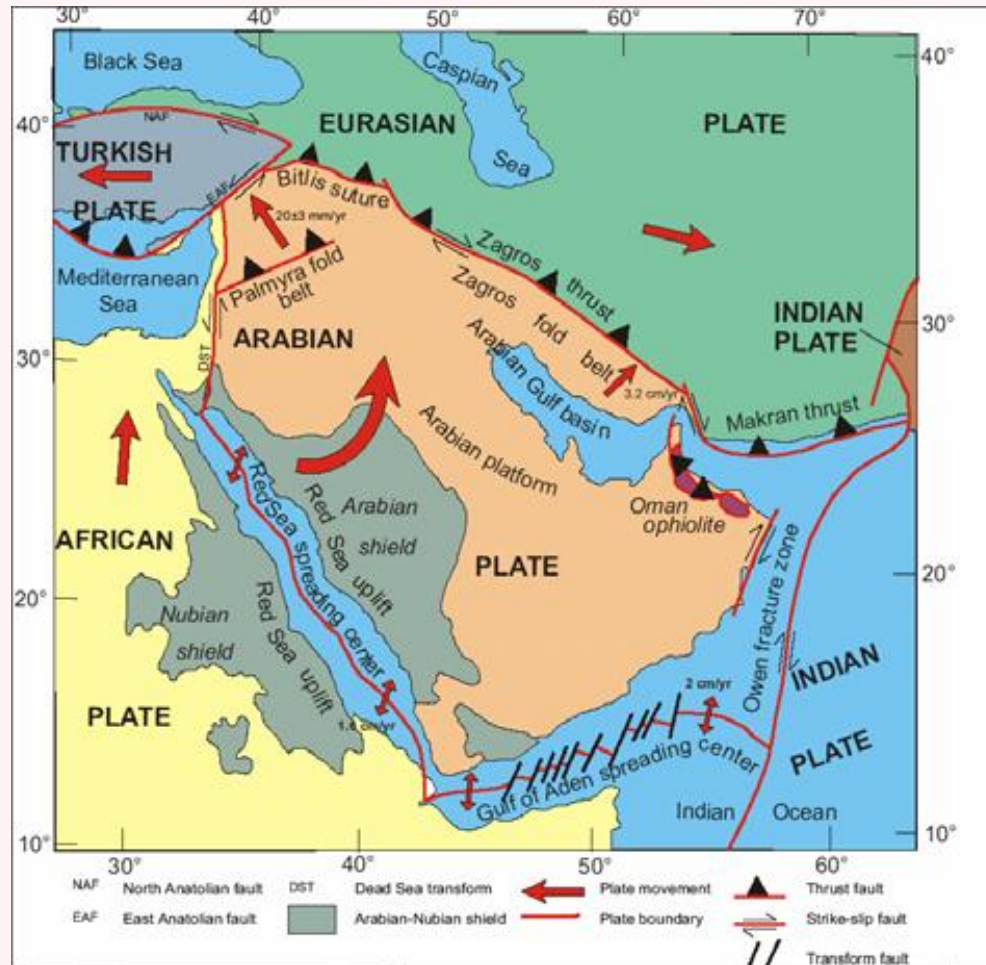 30°
40°
50°
60°
70°
Black Sea
Caspian
Sea
40°
40°
NAF
EURASIAN
PLATE
TURKISH
PLATE
EAF
Bitlis suture
20±3 mm/yr
Zagros thrust
Zagros fold belt
Mediterranean
Sea
Palmyra fold
belt
INDIAN
PLATE
30°
30°
DST
ARABIAN
Arabian Gulf basin
3.2 cm/yr
Makran thrust
Arabian platform
Red Sea spreading center
Red Sea uplift
Arabian
shield
Oman
ophiolite
AFRICAN
PLATE
20°
20°
Nubian
shield
Red Sea uplift
Owen fracture zone
INDIAN
PLATE
PLATE
1.6 cm/yr
2 cm/yr
Gulf of Aden spreading center
Indian
Ocean
10°
10°
30°
40°
50°
60°
NAF North Anatolian fault
DST Dead Sea transform
Plate movement
Thrust fault
EAF East Anatolian fault
Arabian-Nubian shield
Plate boundary
Strike-slip fault
Transform fault